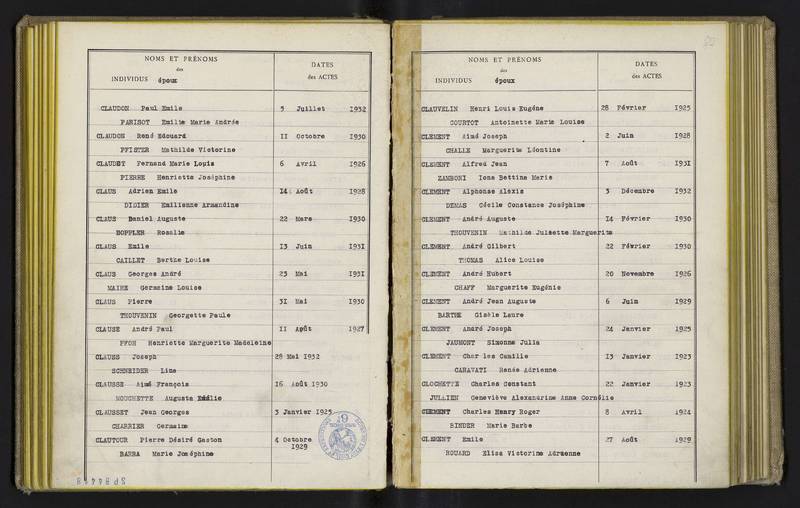 NOMS ET PRÉNOMS
des
INDIVIDUS époux
DATES
des ACTES
CLAUDON Paul Emile 5 Juillet 1932
PARISOT Emilie Marie Andrée
CLAUDON René Edouard 11 Octobre 1930
PFISTER Mathilde Victorine
CLAUDET Fernand Marie Louis 6 Avril 1926
PIERRE Henriette Joséphine
CLAUS Adrien Emile 14 Août 1928
DIDIER Emilienne Armandine
CLAUS Daniel Auguste 22 Mars 1930
HOPPLER Rosalie
CLAUS Emile 13 Juin 1931
CAILLET Berthe Louise
CLAUS Georges André 23 Mai 1931
MAIRE Germaine Louise
CLAUS Pierre 31 Mai 1930
THOUVENIN Georgette Paule
CLAUSE André Paul 11 Août 1927
PFOH Henriette Marguerite Madeleine
CLAUSS Joseph 28 Mai 1932
SCHNEIDER Line
CLAUSSE Aimé François 16 Août 1930
MOUCHETTE Augusta Emélie
CLAUSSET Jean Georges 3 Janvier 1925
CHARRIER Germaine
CLAUTOUR Pierre Désiré Gaston 4 Octobre
1929
BARBA Marie Joséphine
NOMS ET PRÉNOMS
des
INDIVIDUS époux
DATES
des ACTES
CLAUVELIN Henri Louis Eugène 28 Février 1925
COURTOT Antoinette Marie Louise
CLEMENT Aimé Joseph 2 Juin 1928
CHALLE Marguerite Léontine
CLEMENT Alfred Jean 7 Août 1931
ZAMBONI Iona Bettina Marie
CLEMENT Alphonse Alexis 3 Décembre 1932
DEMAS Cécile Constance Joséphine
CLEMENT André Auguste 14 Février 1930
THOUVENIN Mathilde Juliette Marguerite
CLEMENT André Gilbert 22 Février 1930
THOMAS Alice Louise
CLEMENT André Hubert 20 Novembre 1926
CHAFF Marguerite Eugénie
CLEMENT André Jean Auguste 6 Juin 1929
BARTHE Gisèle Laure
CLEMENT André Joseph 24 Janvier 1925
JAUMONT Simonne Julia
CLEMENT Charles Camille 13 Janvier 1923
CARAVATI Renée Adrienne
CLOCHETTE Charles Constant 22 Janvier 1923
JULLIEN Geneviève Alexandrine Anne Cornélie
CLEMENT Charles Henry Roger 8 Avril 1924
BINDER Marie Barbe
CLEMENT Emile 27 Août 1929
ROUARD Elisa Victorine Adrienne